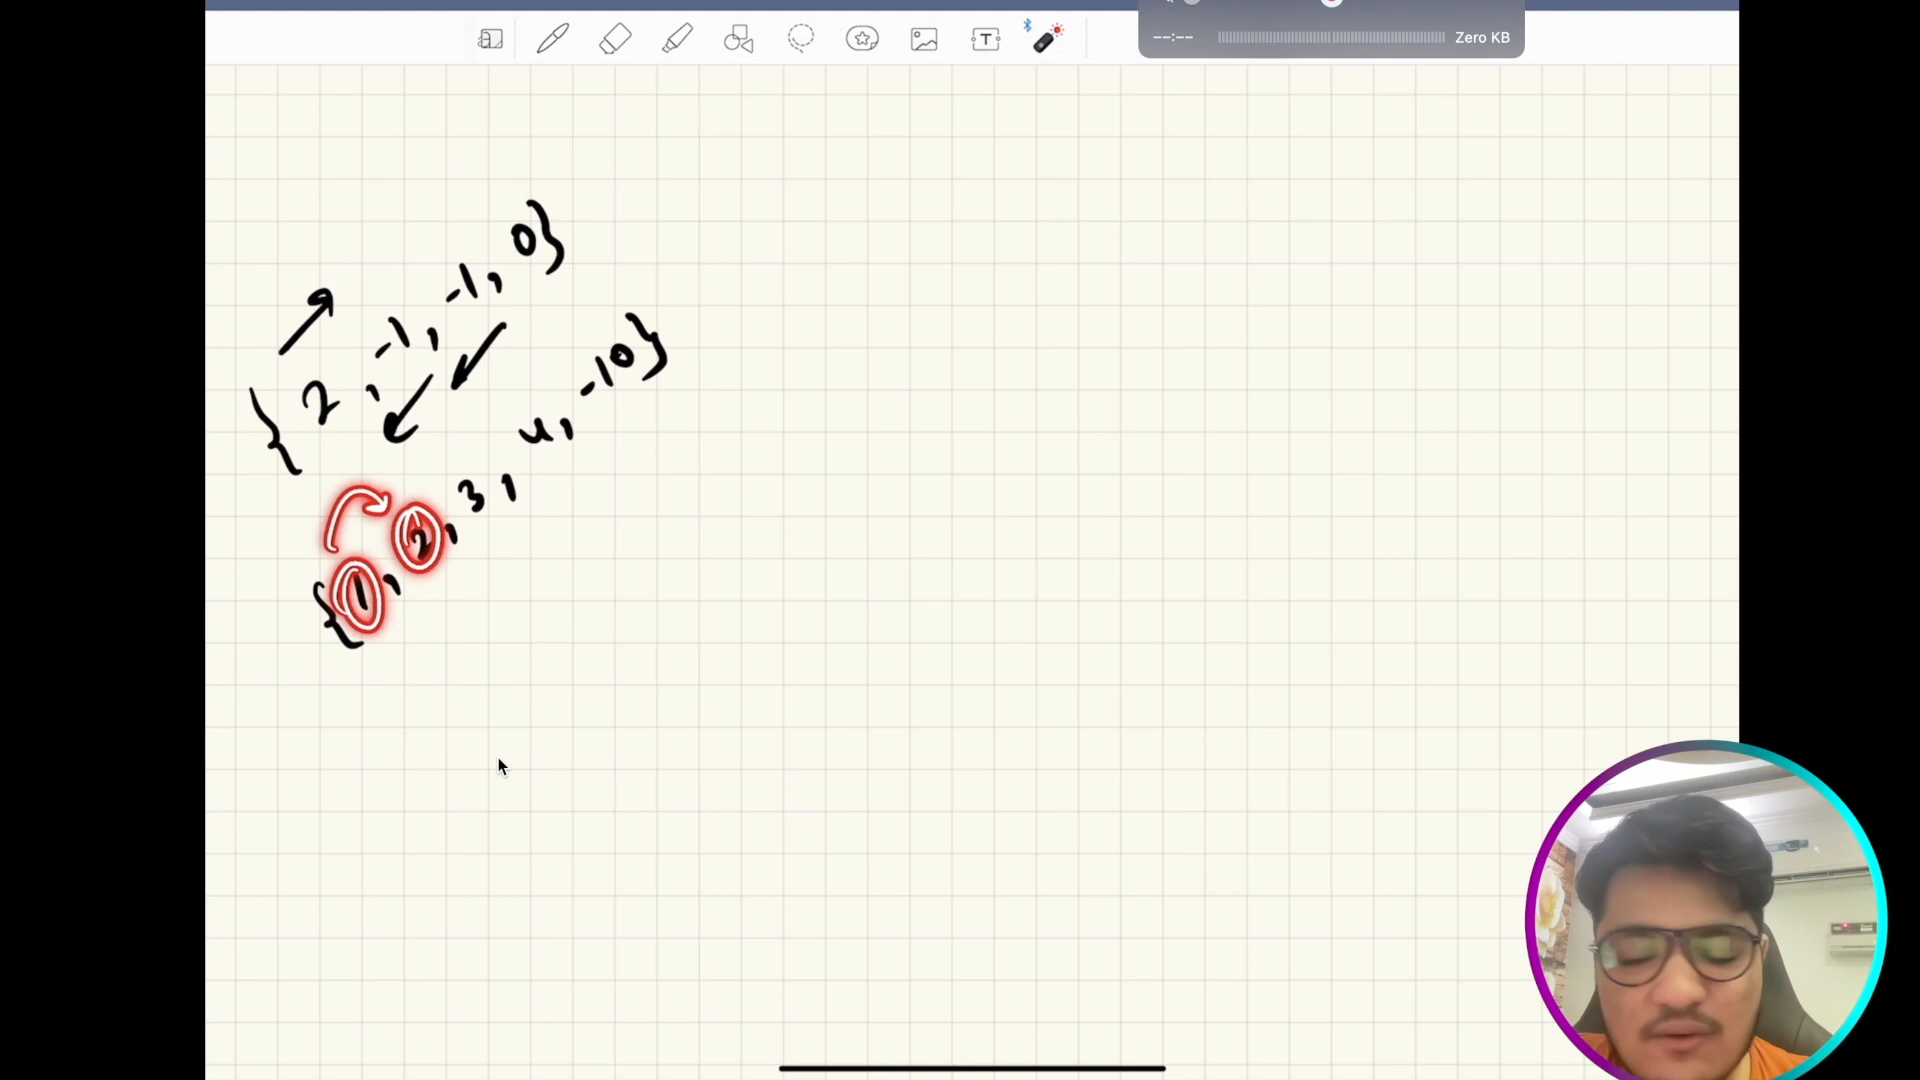 --:-- Zero KB
{2, -1, -1, 0}
{1, 2, 3, 4, -10}